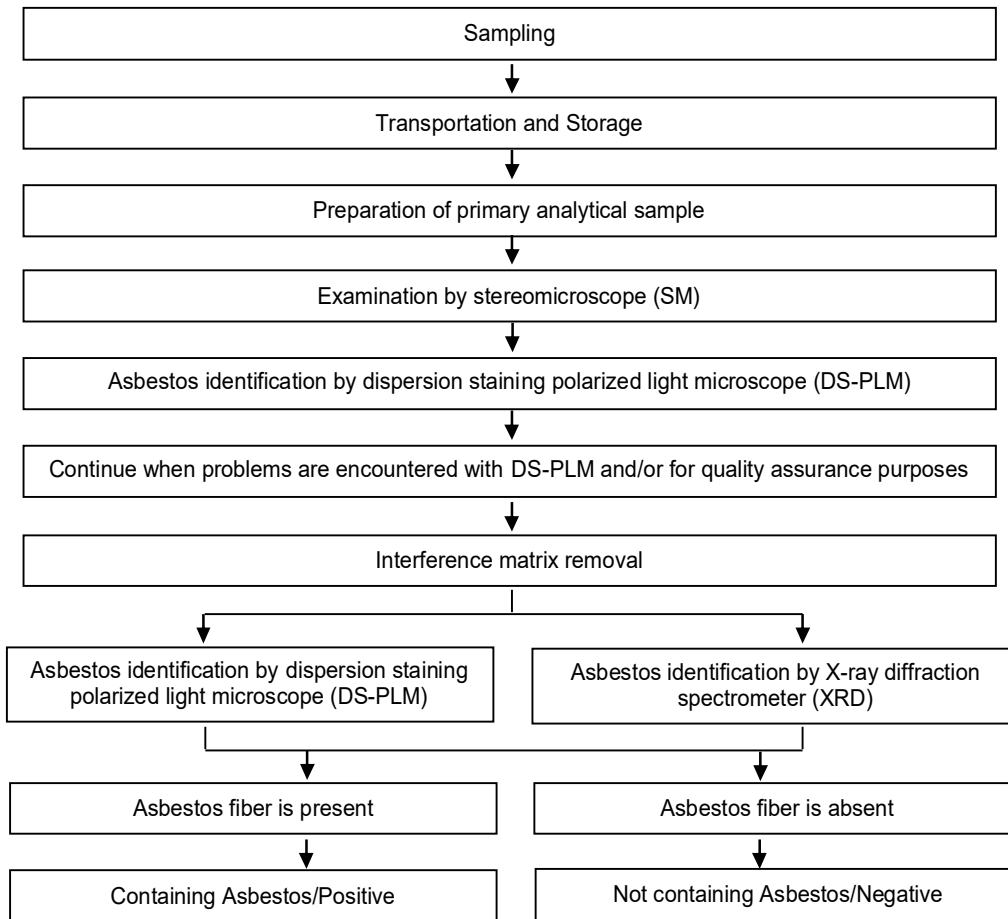 Sampling
Transportation and Storage
Preparation of primary analytical sample
Examination by stereomicroscope (SM)
Asbestos identification by dispersion staining polarized light microscope (DS-PLM)
Continue when problems are encountered with DS-PLM and/or for quality assurance purposes
Interference matrix removal
Asbestos identification by dispersion staining
polarized light microscope (DS-PLM)
Asbestos identification by X-ray diffraction
spectrometer (XRD)
Asbestos fiber is present
Asbestos fiber is absent
Containing Asbestos/Positive
Not containing Asbestos/Negative